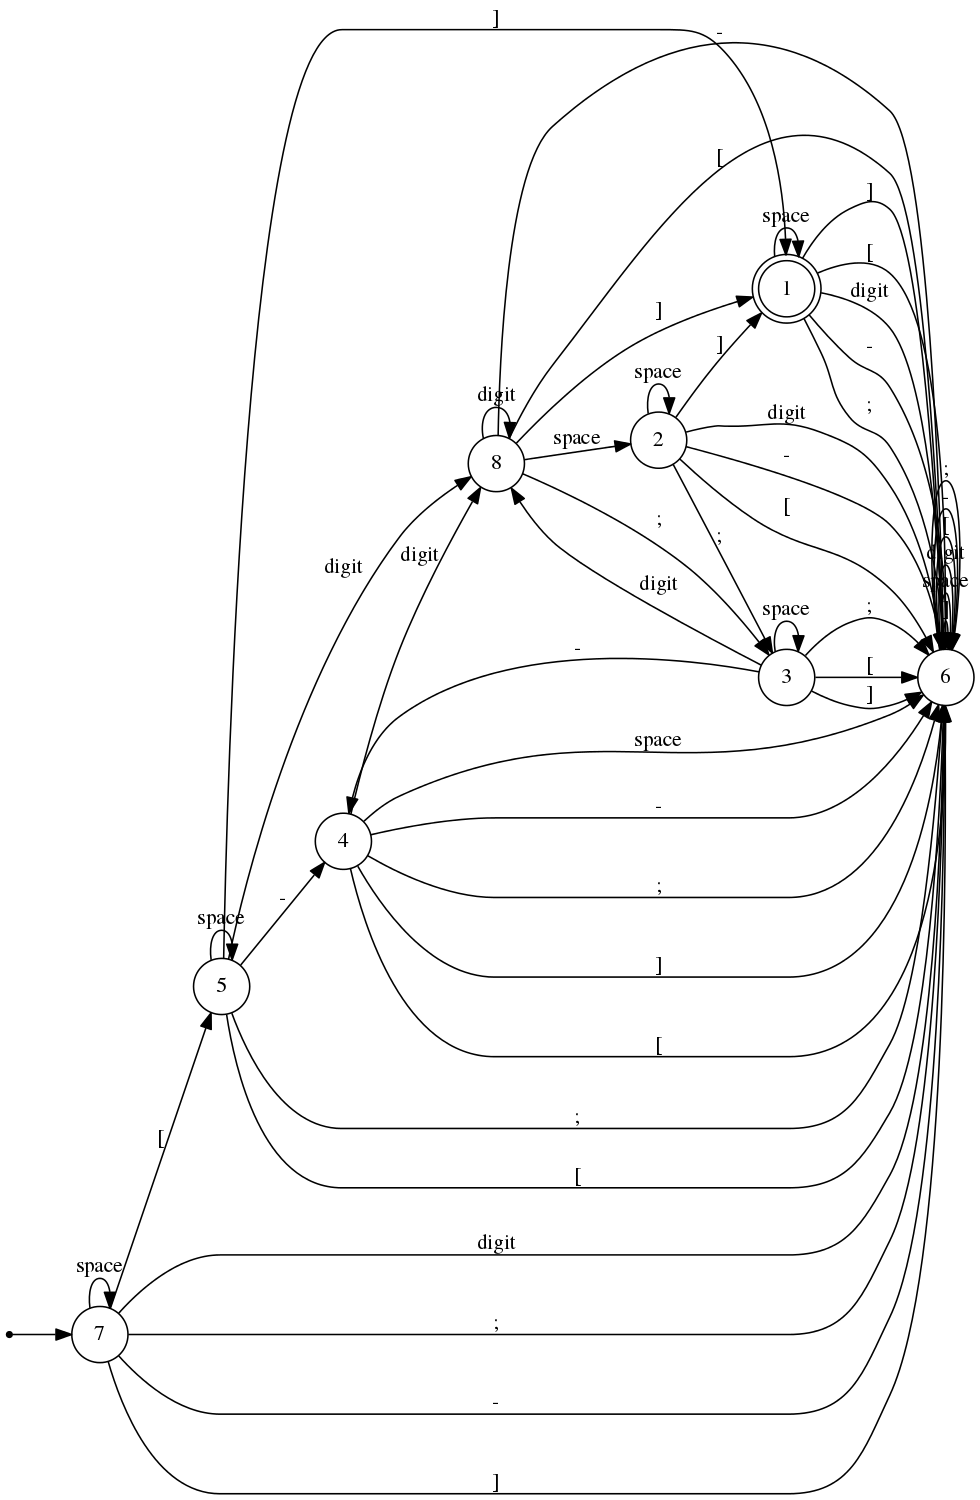 ]
-
[
]
space
[
digit
]
1
]
-
space
digit
;
digit
2
-
space
8
;
[
;
;
-
[
digit
digit
digit
digit
space
space
;
[
-
3
6
]
space
-
4
;
space
]
5
[
;
[
[
digit
space
;
7
-
]